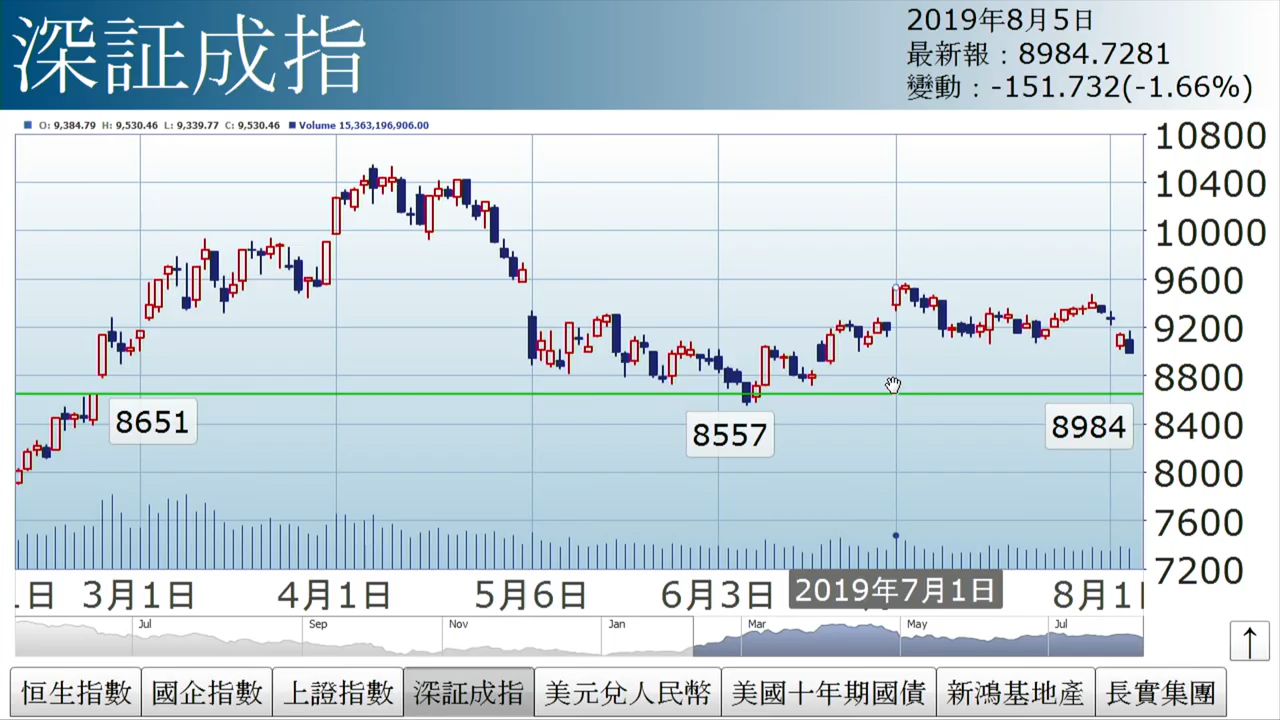 深証成指
2019年8月5日
最新報：8984.7281
變動：-151.732(-1.66%)
O: 9,384.79 H: 9,530.46 L: 9,339.77 C: 9,530.46 Volume 15,363,196,906.00
10800
10400
10000
9600
9200
8800
8400
8000
7600
7200
8651
8557
8984
日 3月1日 4月1日 5月6日 6月3日 2019年7月1日 8月1
Jul Sep Nov Jan Mar May Jul
↑
恒生指數 國企指數 上證指數 深証成指 美元兌人民幣 美國十年期國債 新鴻基地產 長實集團